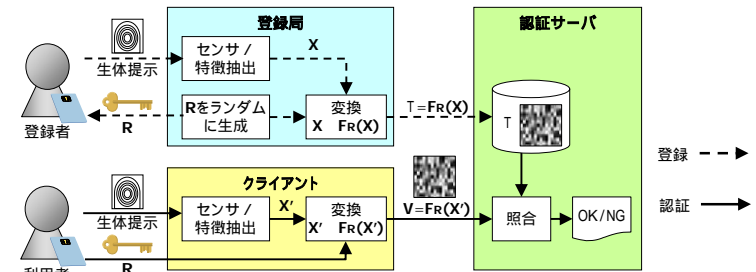 登録局
認証サーバ
生体提示
センサ /
特徴抽出
X
登録者
R
Rをランダム
に生成
変換
X FR(X)
T=FR(X)
T
登録
クライアント
生体提示
センサ /
特徴抽出
X'
変換
X' FR(X')
V=FR(X')
照合
OK/NG
認証
利用者
R